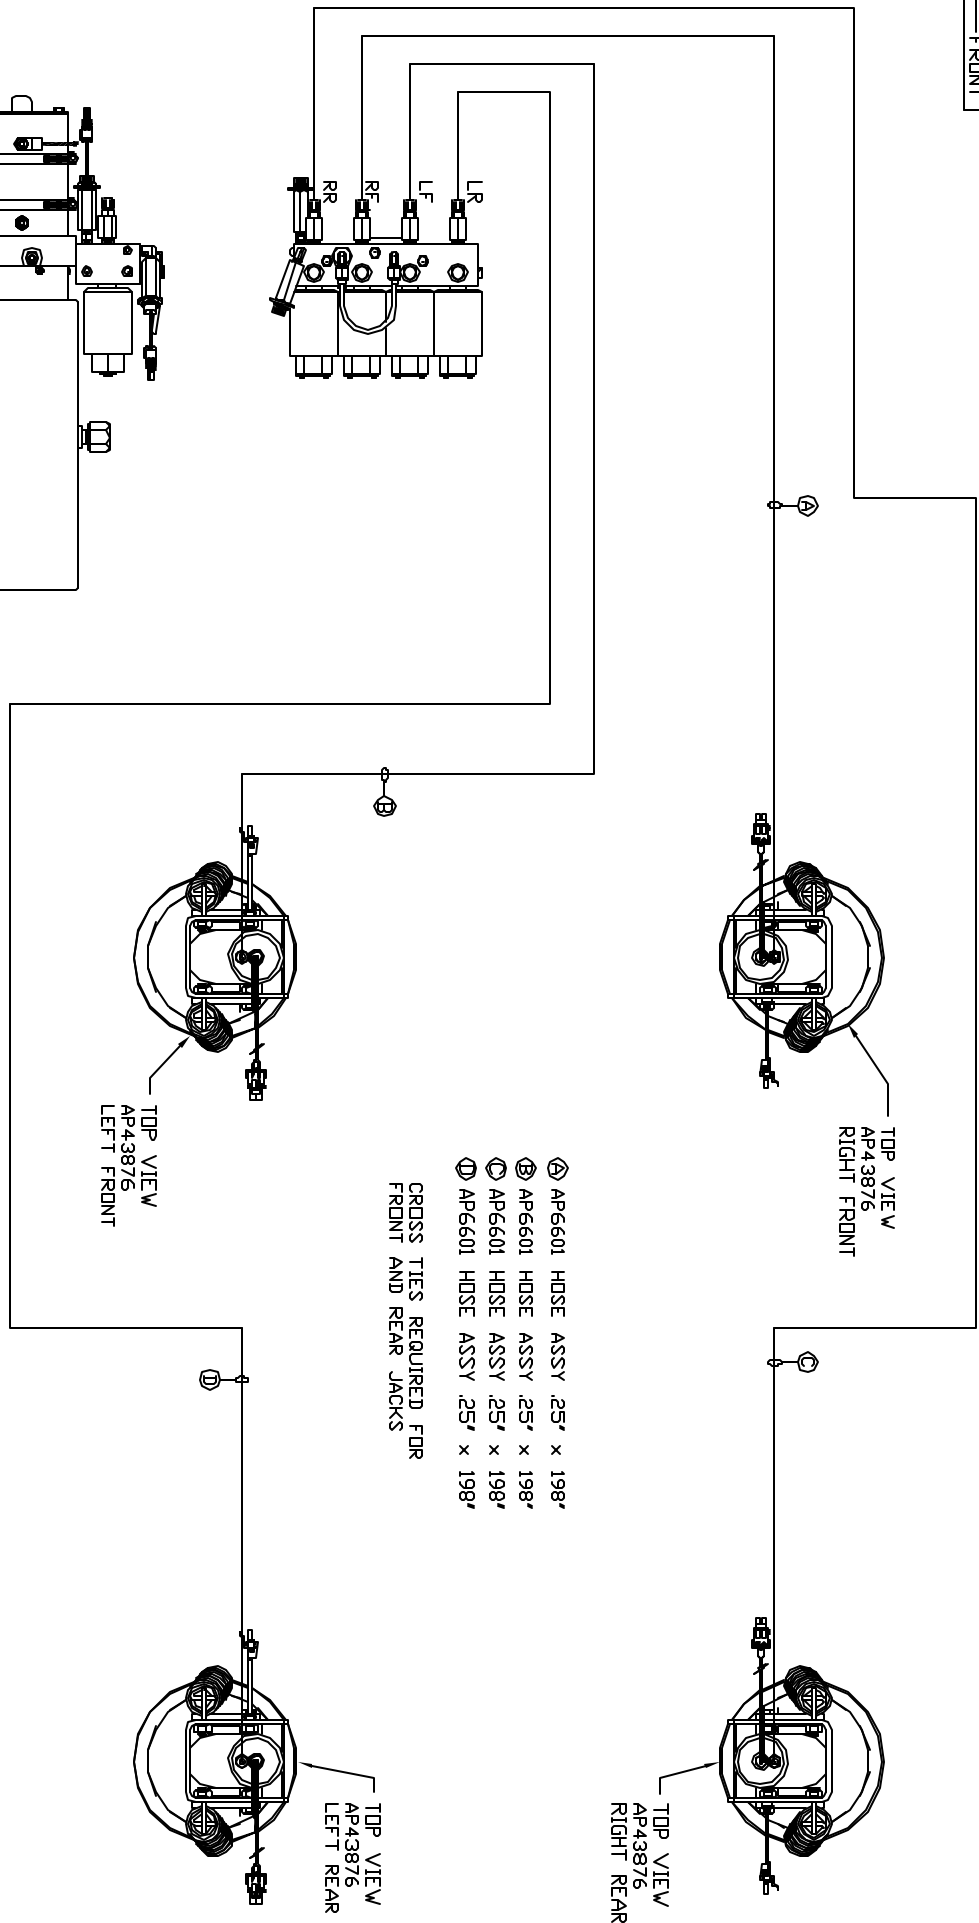 FRONT
RR
RF
LF
LR
A
B
TOP VIEW
AP43876
RIGHT FRONT
TOP VIEW
AP43876
LEFT FRONT
A AP6601 HOSE ASSY .25" x 198"
B AP6601 HOSE ASSY .25" x 198"
C AP6601 HOSE ASSY .25" x 198"
D AP6601 HOSE ASSY .25" x 198"
CROSS TIES REQUIRED FOR
FRONT AND REAR JACKS
C
D
TOP VIEW
AP43876
RIGHT REAR
TOP VIEW
AP43876
LEFT REAR